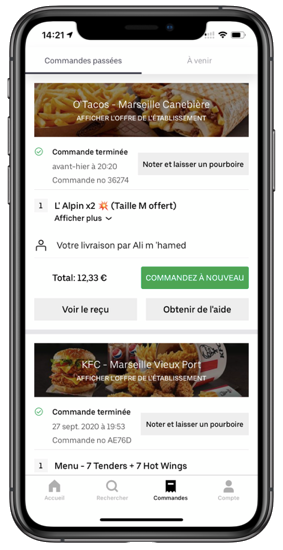 14:21
Commandes passées
À venir
O'Tacos - Marseille Canebière
AFFICHER L'OFFRE DE L'ÉTABLISSEMENT
Commande terminée
avant-hier à 20:20
Commande no 36274
Noter et laisser un pourboire
1
L' Alpin x2 💥 (Taille M offert)
Afficher plus
Votre livraison par Ali m 'hamed
Total: 12,33 €
COMMANDEZ À NOUVEAU
Voir le reçu
Obtenir de l'aide
KFC - Marseille Vieux Port
AFFICHER L'OFFRE DE L'ÉTABLISSEMENT
Commande terminée
27 sept. 2020 à 19:53
Commande no AE76D
Noter et laisser un pourboire
1
Menu - 7 Tenders + 7 Hot Wings
Accueil
Rechercher
Commandes
Compte